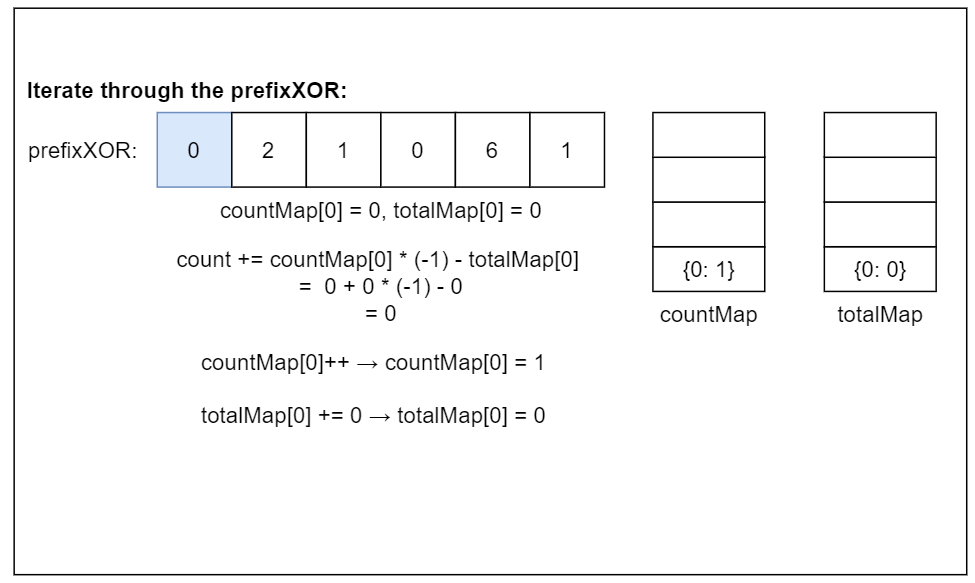 Iterate through the prefixXOR:
prefixXOR: 0 2 1 0 6 1
countMap[0] = 0, totalMap[0] = 0
count += countMap[0] * (-1) - totalMap[0]
= 0 + 0 * (-1) - 0
= 0
countMap[0]++ → countMap[0] = 1
totalMap[0] += 0 → totalMap[0] = 0
{0: 1}
countMap
{0: 0}
totalMap